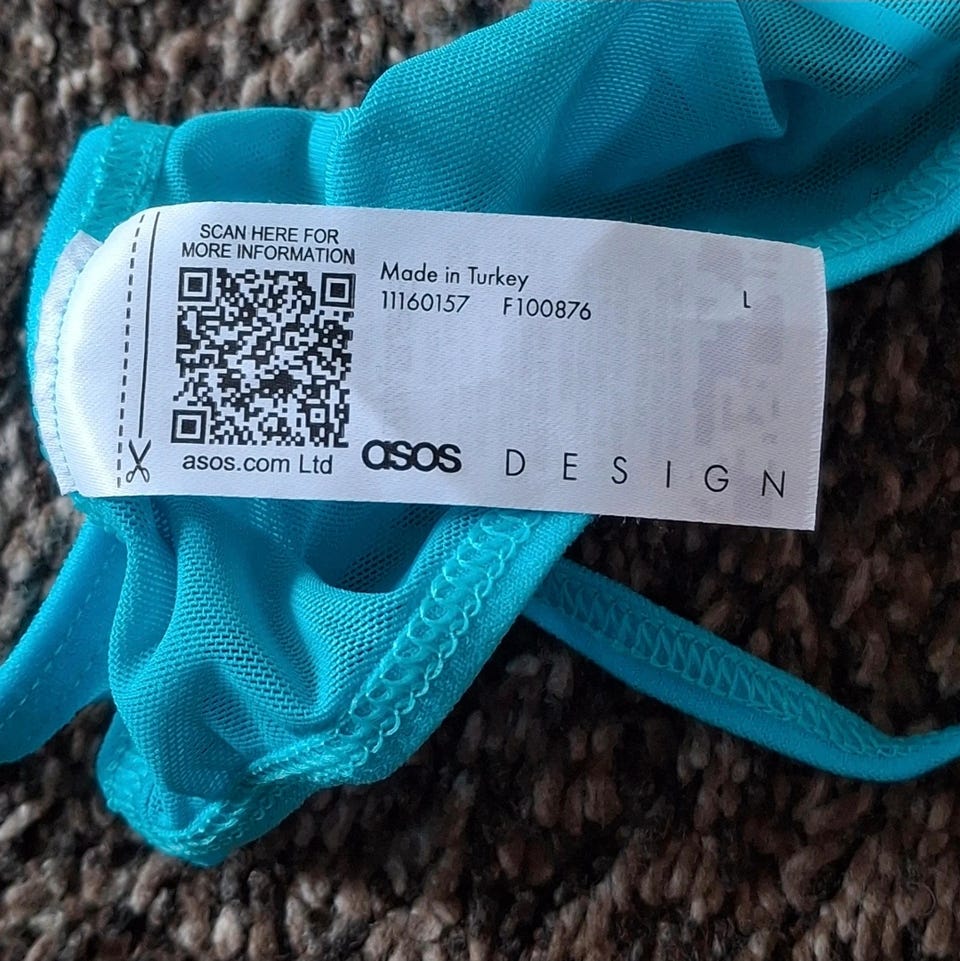 SCAN HERE FOR
MORE INFORMATION
Made in Turkey
11160157 F100876
L
asos.com Ltd
asos DESIGN